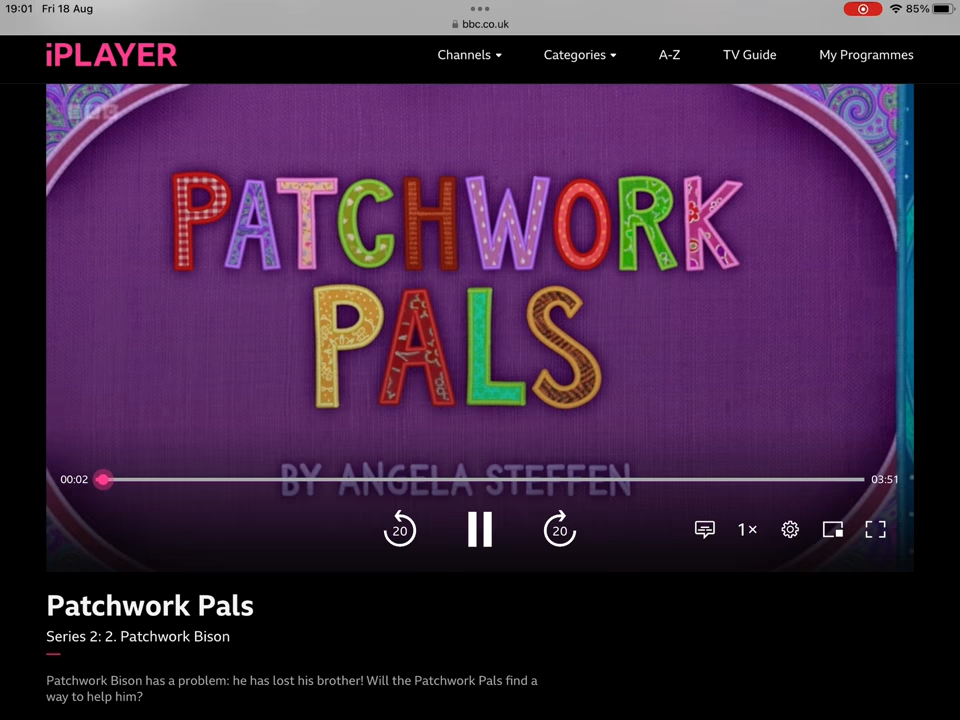 19:01 Fri 18 Aug
85%
bbc.co.uk
iPLAYER
Channels
Categories
A-Z
TV Guide
My Programmes
BBC
PATCHWORK
PALS
BY ANGELA STEFFEN
00:02
03:51
20
20
1×
Patchwork Pals
Series 2: 2. Patchwork Bison
Patchwork Bison has a problem: he has lost his brother! Will the Patchwork Pals find a
way to help him?